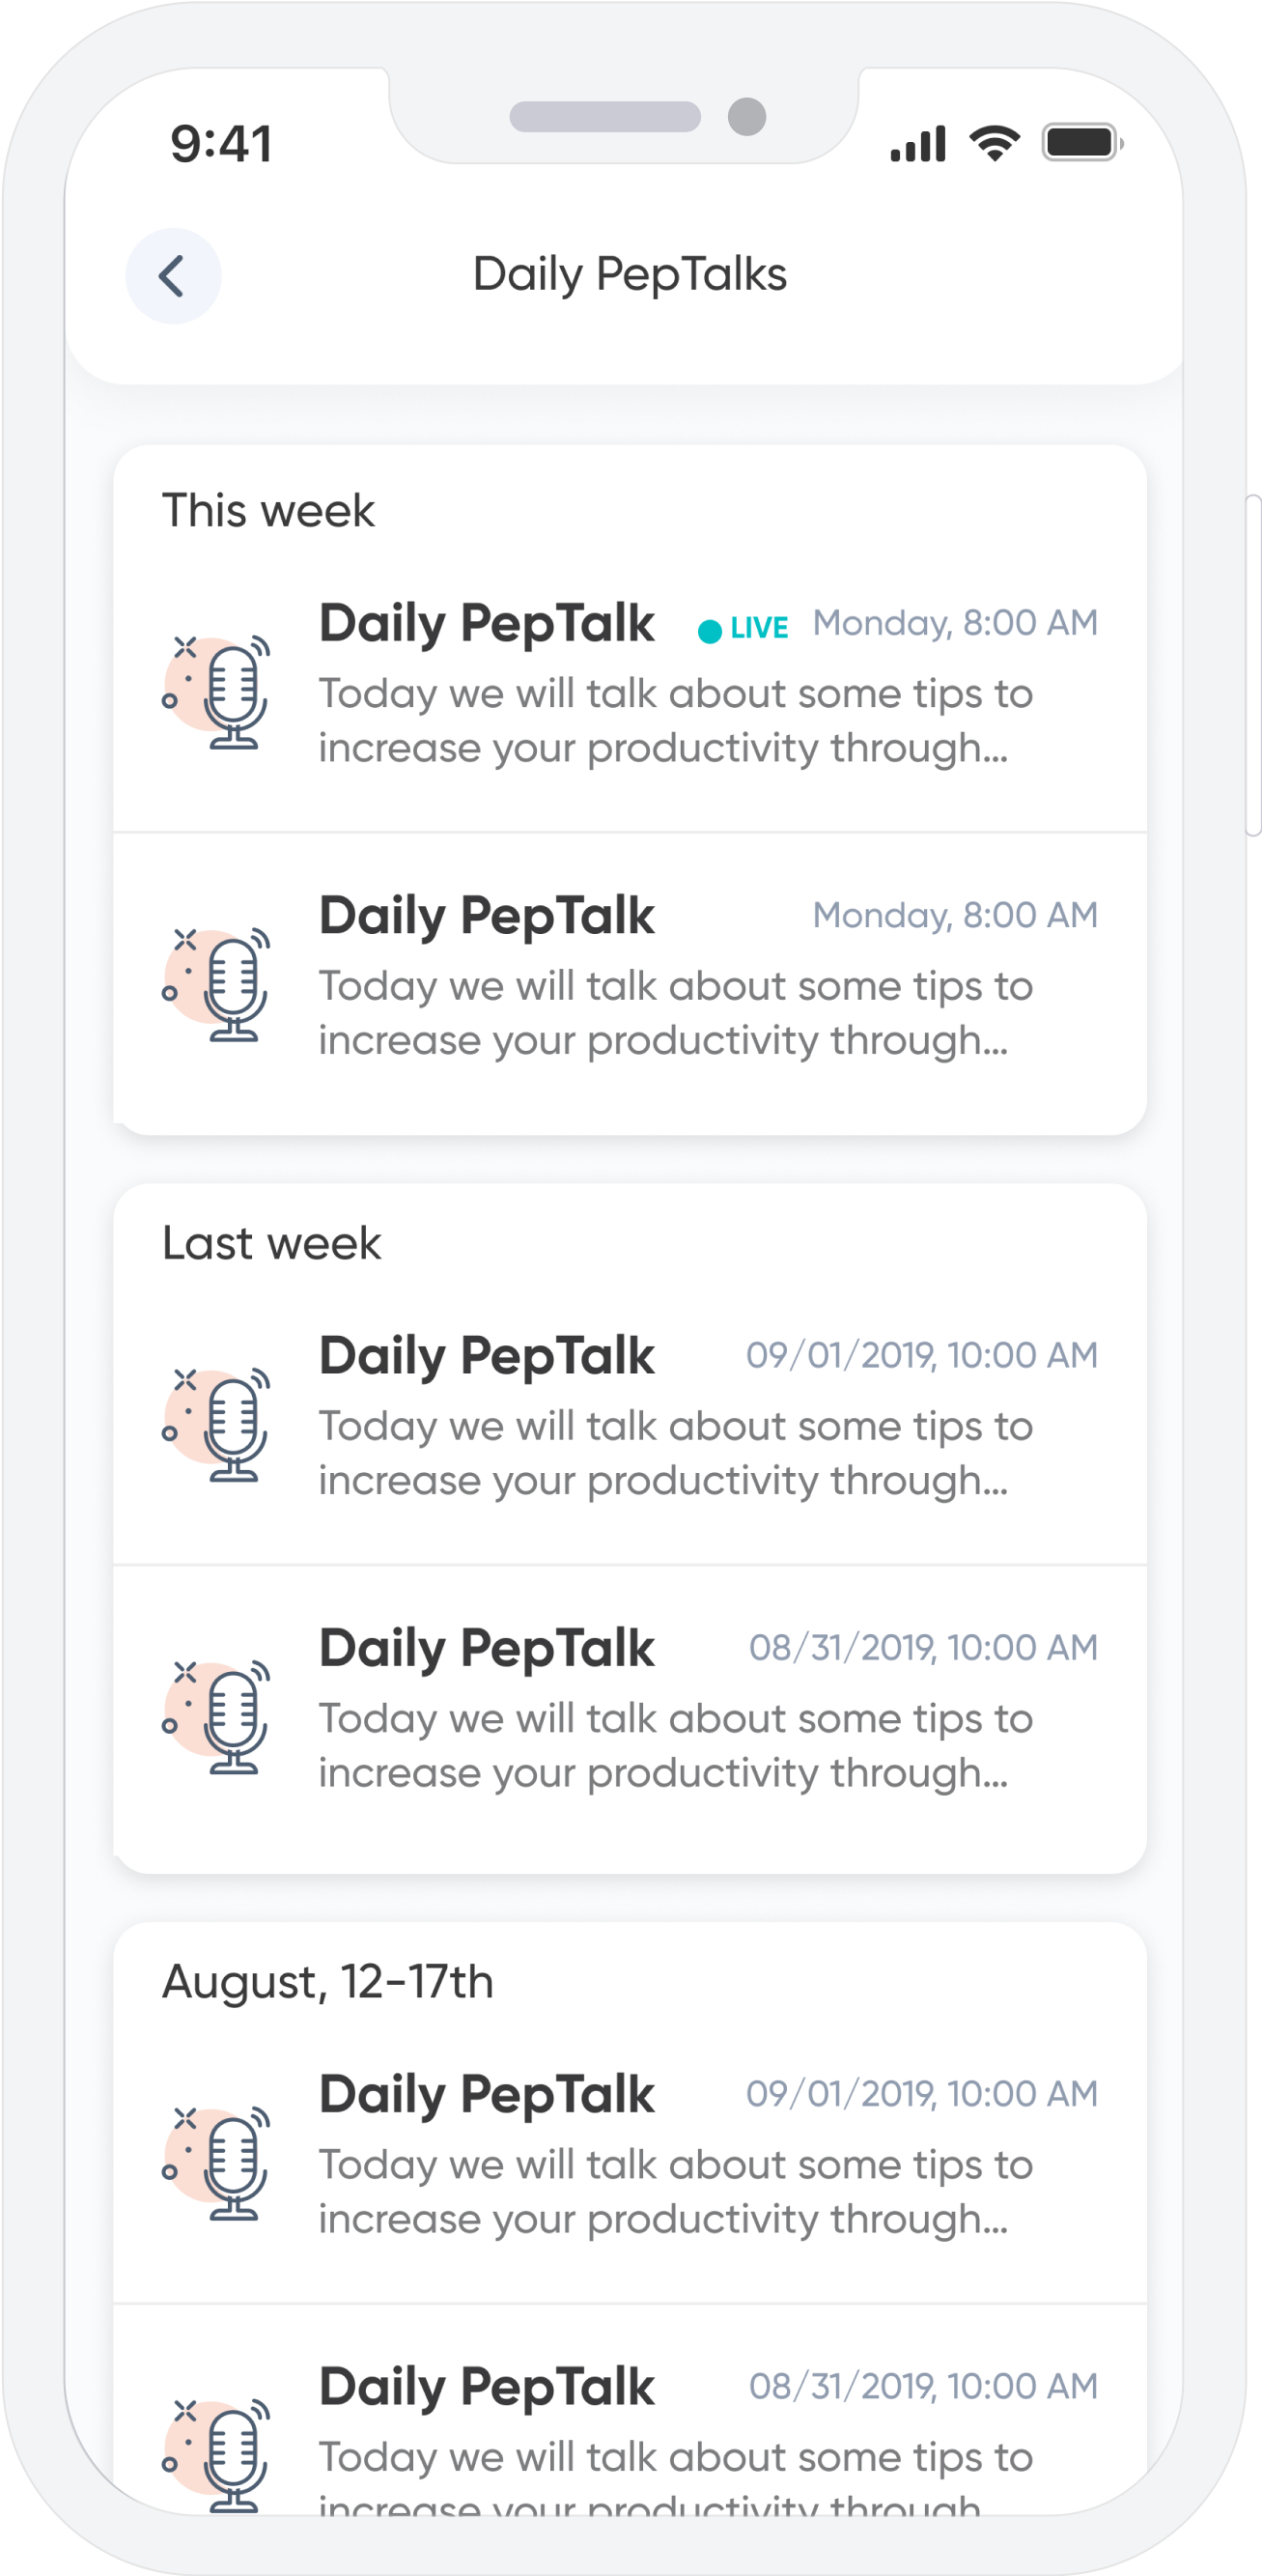 9:41
Daily PepTalks
This week
Daily PepTalk LIVE Monday, 8:00 AM
Today we will talk about some tips to
increase your productivity through...
Daily PepTalk Monday, 8:00 AM
Today we will talk about some tips to
increase your productivity through...
Last week
Daily PepTalk 09/01/2019, 10:00 AM
Today we will talk about some tips to
increase your productivity through...
Daily PepTalk 08/31/2019, 10:00 AM
Today we will talk about some tips to
increase your productivity through...
August, 12-17th
Daily PepTalk 09/01/2019, 10:00 AM
Today we will talk about some tips to
increase your productivity through...
Daily PepTalk 08/31/2019, 10:00 AM
Today we will talk about some tips to
increase your productivity through